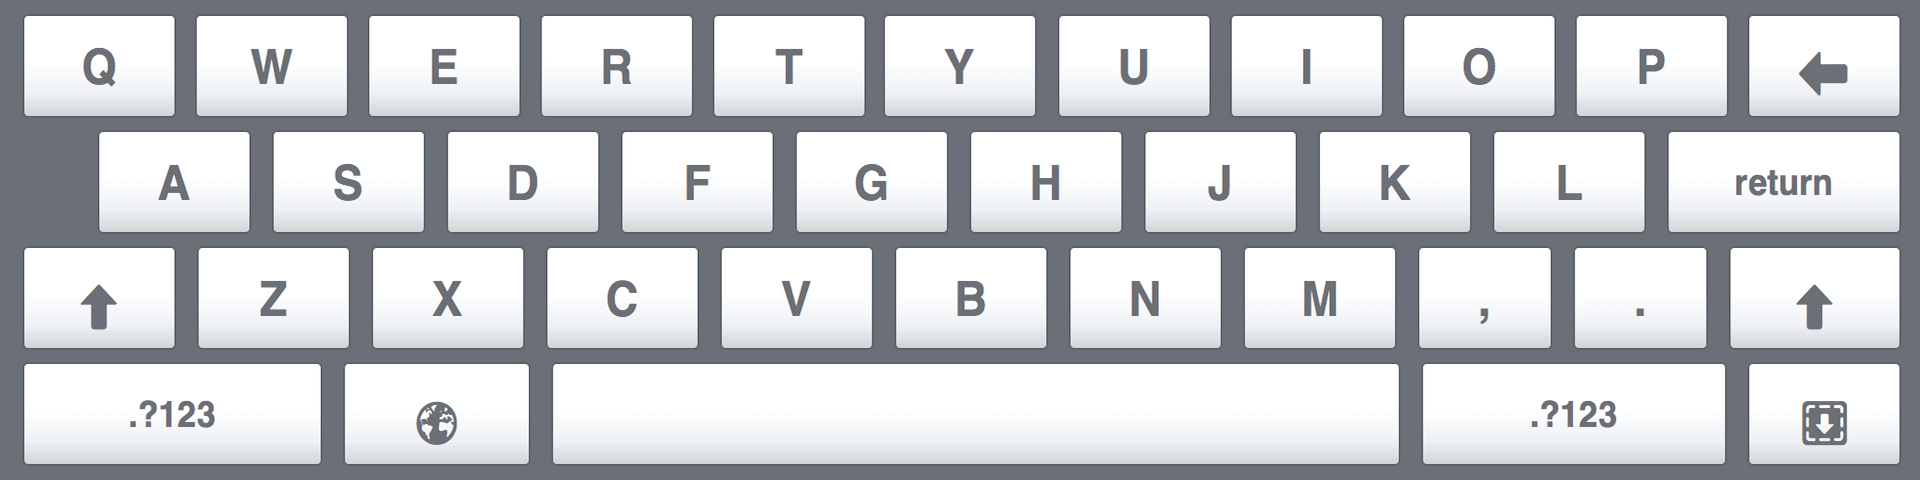 Q W E R T Y U I O P
A S D F G H J K L return
Z X C V B N M , .
.?123 .?123